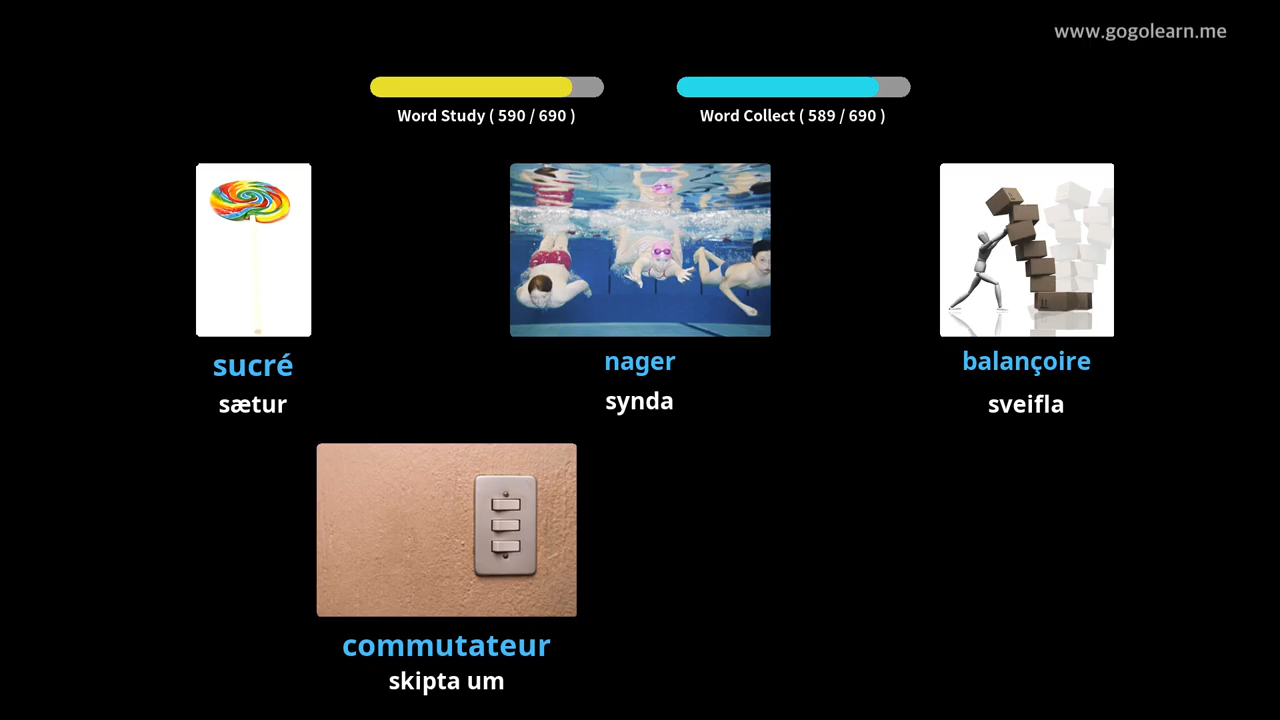 www.gogolearn.me
Word Study ( 590 / 690 )
Word Collect ( 589 / 690 )
sucré
sætur
nager
synda
balançoire
sveifla
commutateur
skipta um